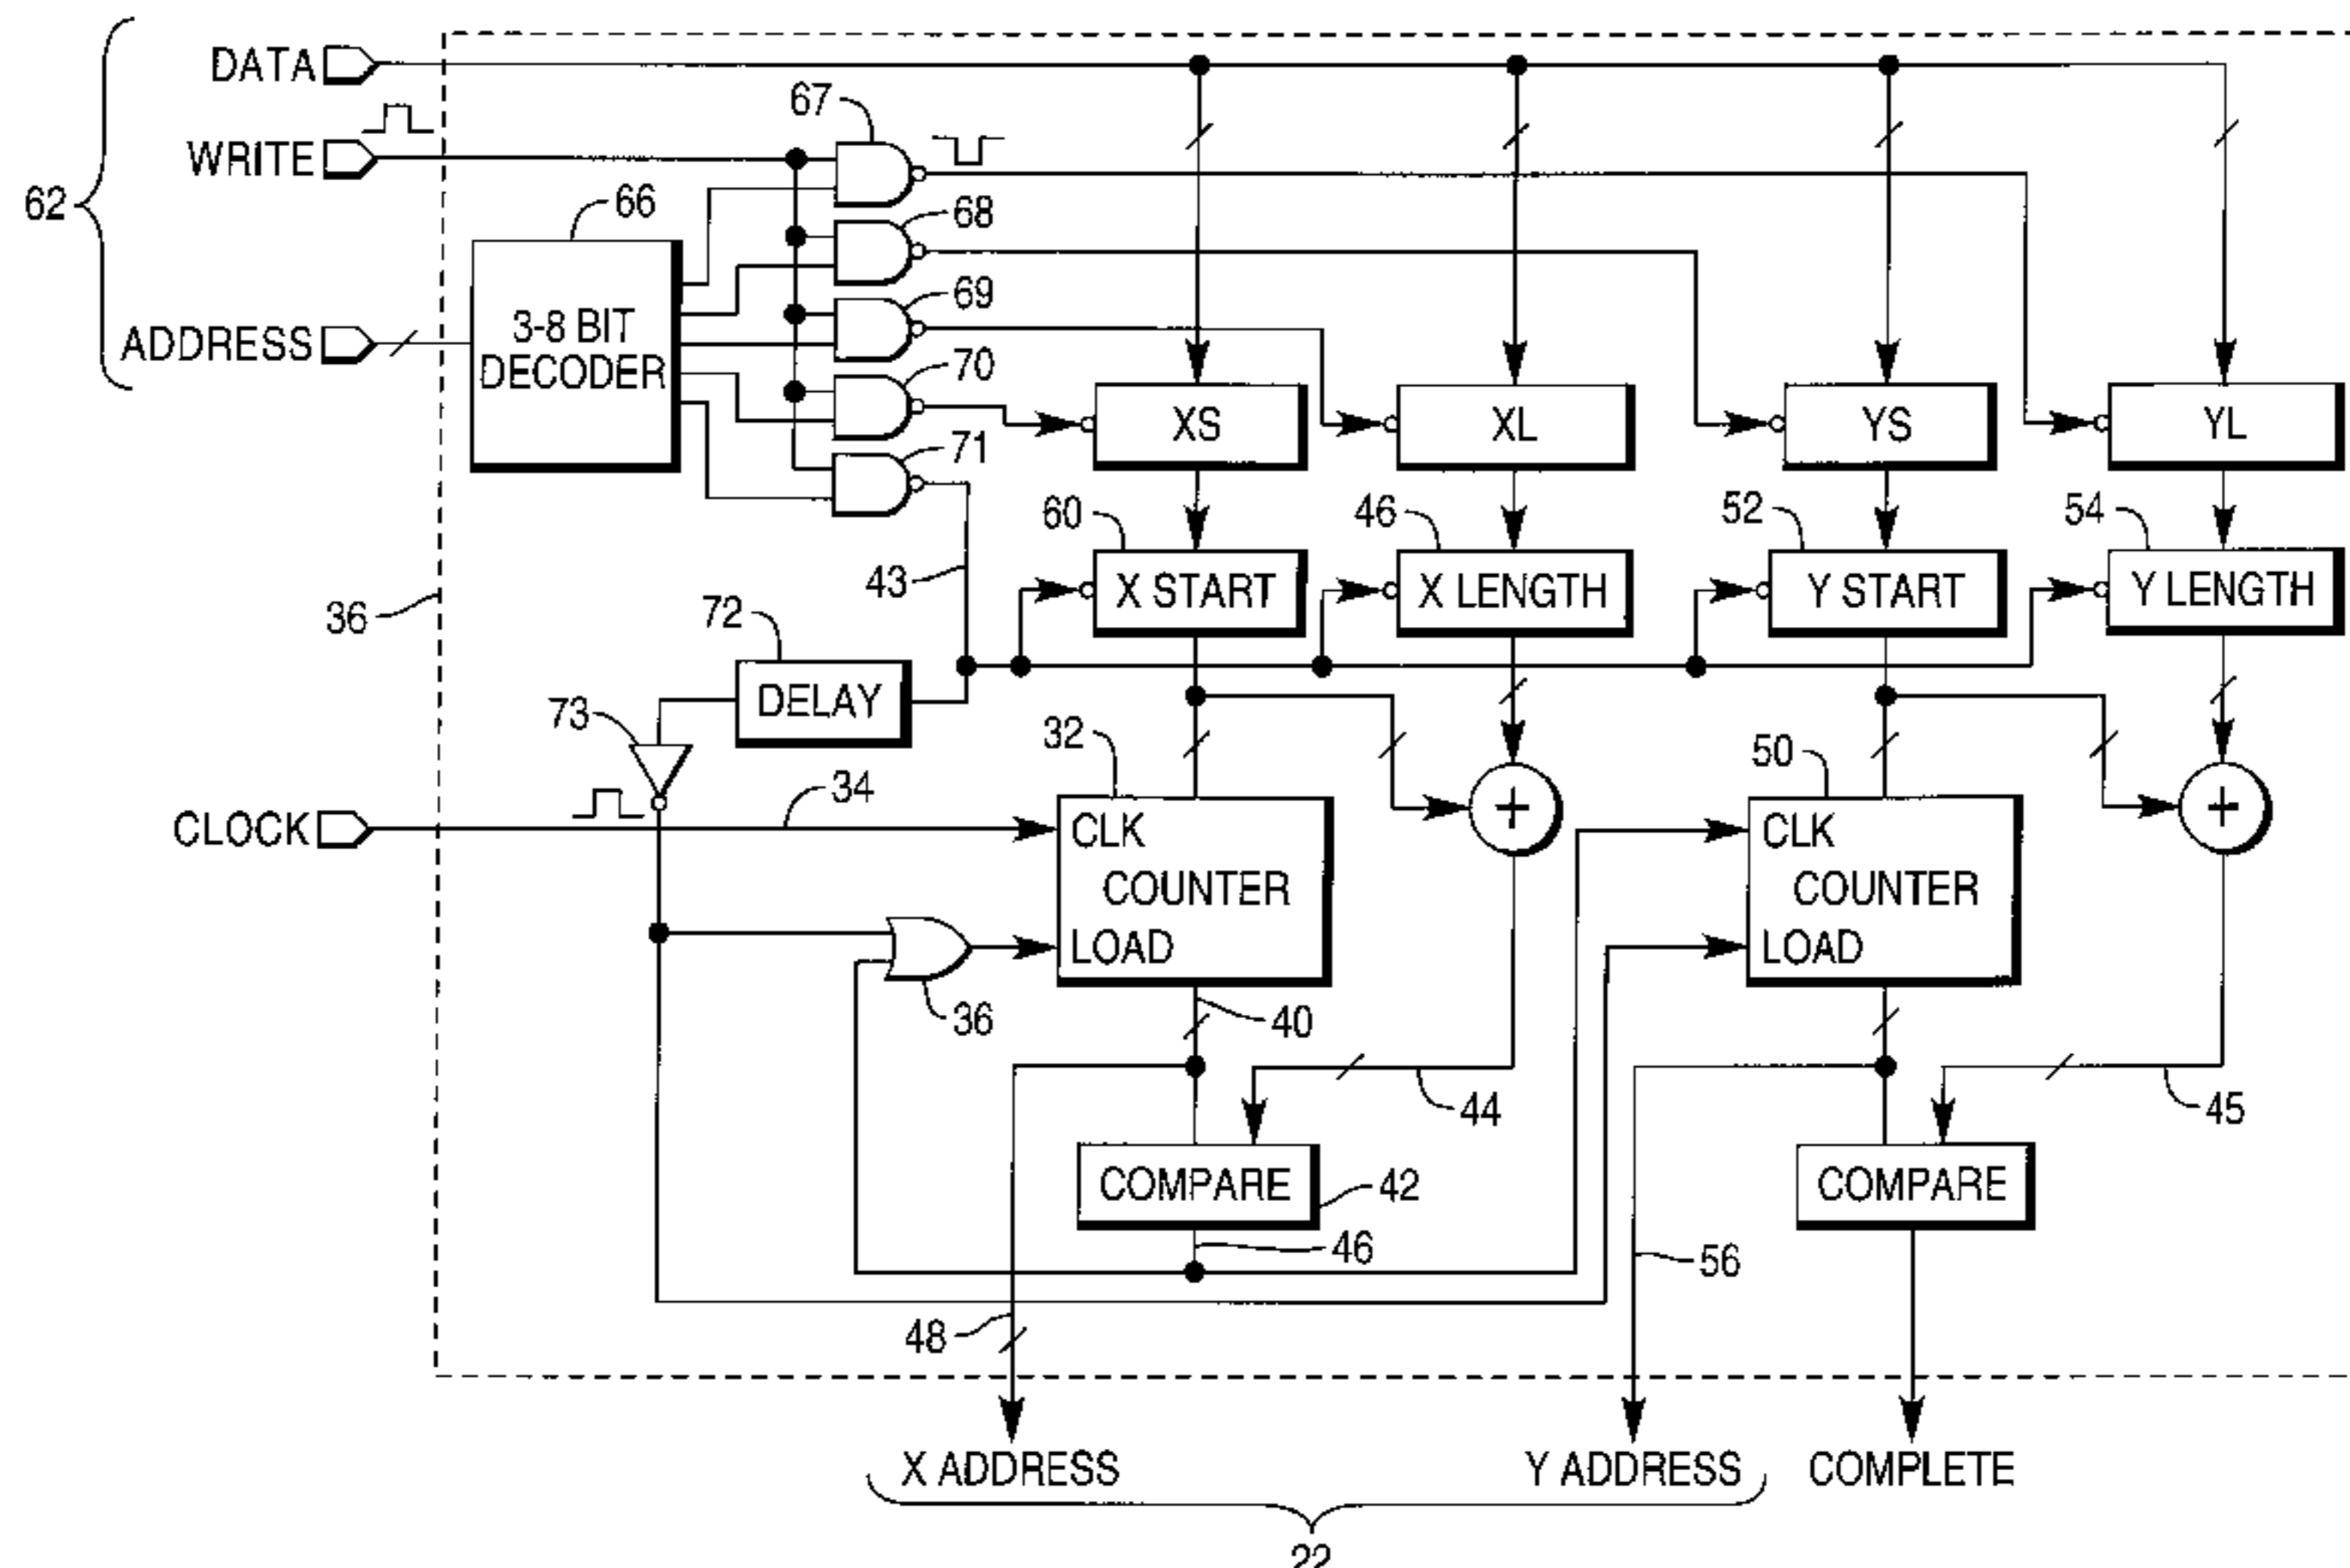 DATA
67
WRITE
62
66
68
69
3-8 BIT
DECODER
ADDRESS
70
71
XS
XL
YS
YL
60
46
52
54
43
X START
X LENGTH
Y START
Y LENGTH
36
72
DELAY
73
32
50
34
CLOCK
CLK
COUNTER
LOAD
CLK
COUNTER
LOAD
+
+
36
40
44
45
COMPARE
42
COMPARE
46
56
48
X ADDRESS
Y ADDRESS
COMPLETE
22